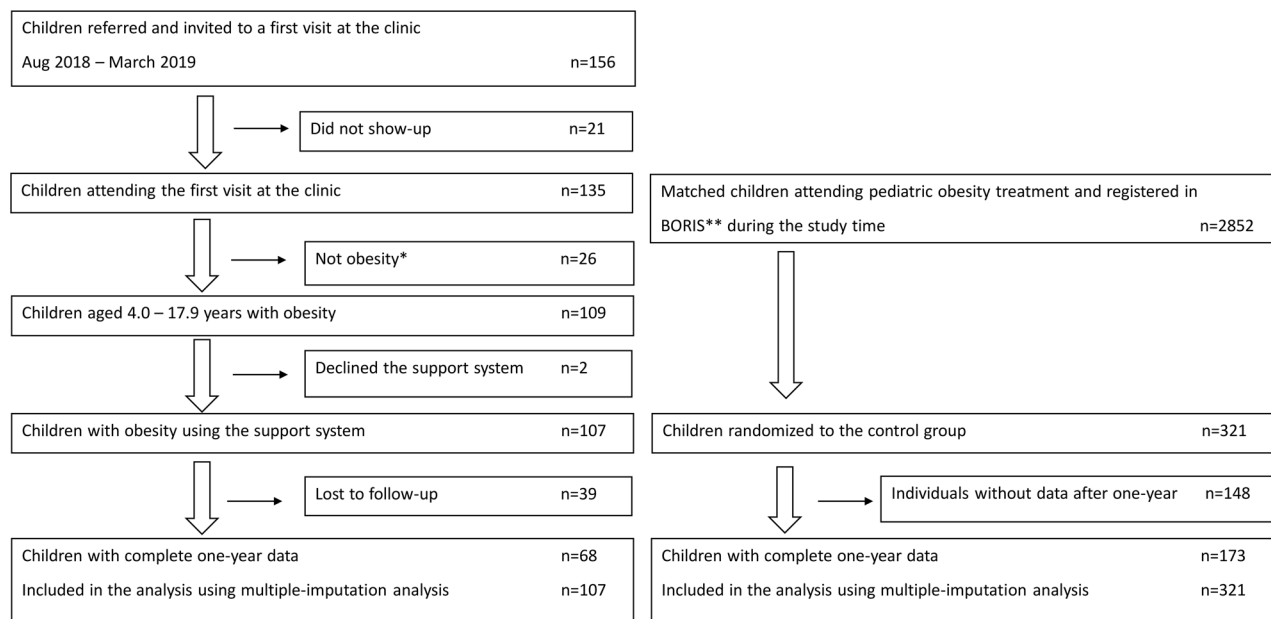 Children referred and invited to a first visit at the clinic
Aug 2018 – March 2019 n=156
Did not show-up n=21
Children attending the first visit at the clinic n=135
Not obesity* n=26
Children aged 4.0 – 17.9 years with obesity n=109
Declined the support system n=2
Children with obesity using the support system n=107
Lost to follow-up n=39
Children with complete one-year data n=68
Included in the analysis using multiple-imputation analysis n=107
Matched children attending pediatric obesity treatment and registered in
BORIS** during the study time n=2852
Children randomized to the control group n=321
Individuals without data after one-year n=148
Children with complete one-year data n=173
Included in the analysis using multiple-imputation analysis n=321